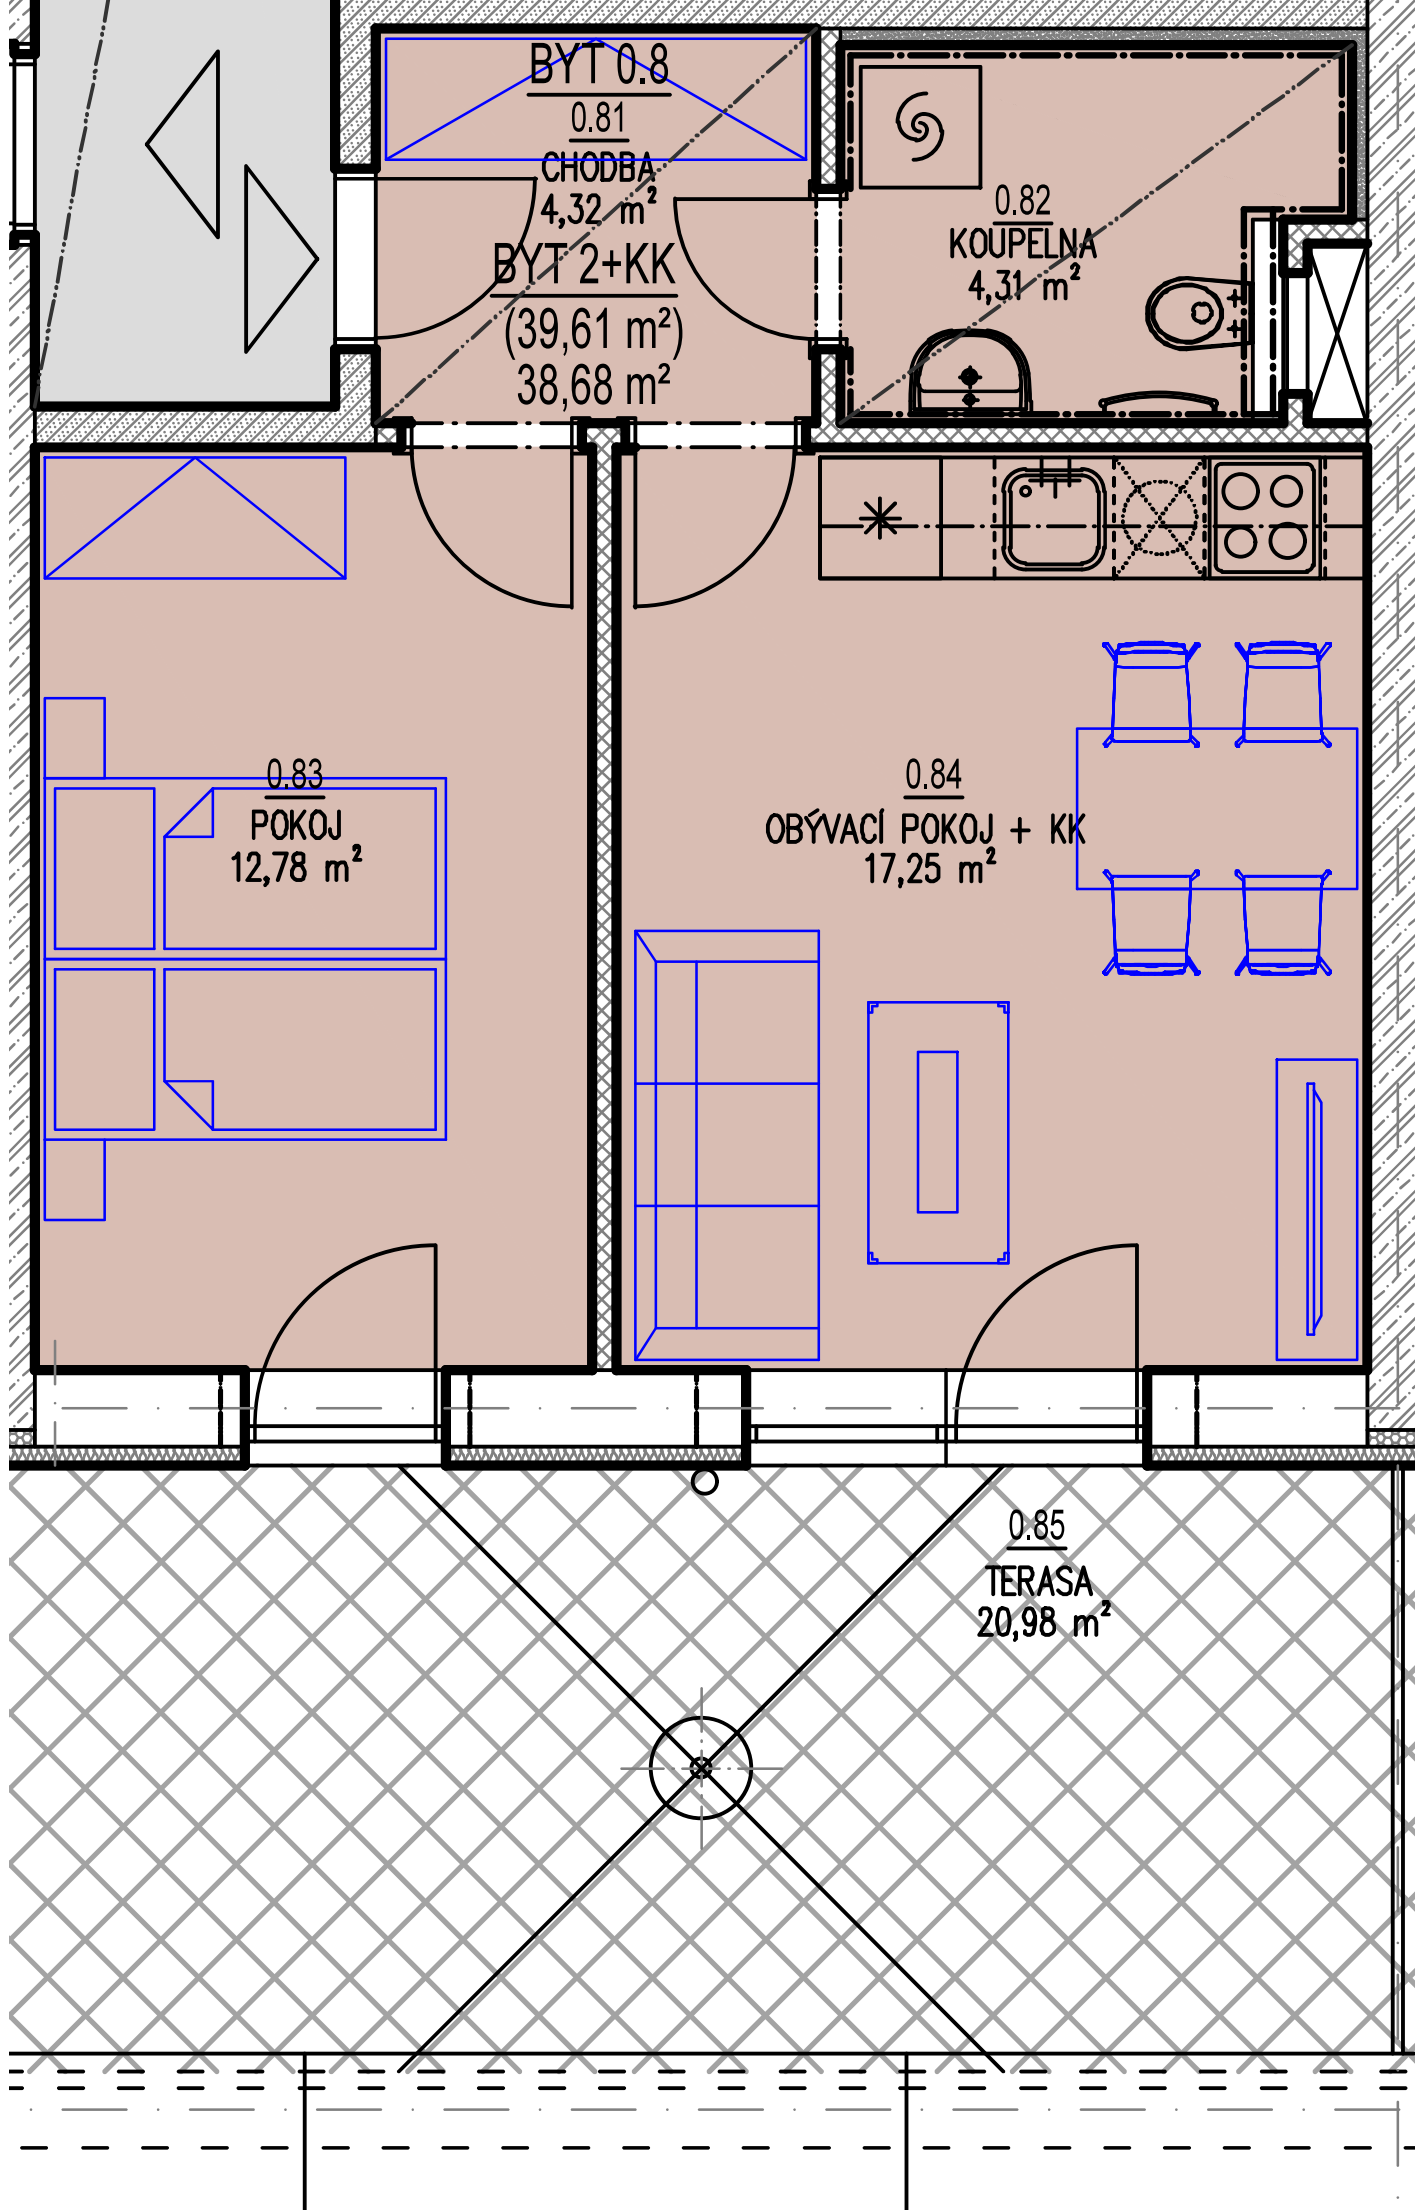 BYT 0.8
0.81
CHODBA
4,32 m²
BYT 2+KK
(39,61 m²)
38,68 m²
0.82
KOUPELNA
4,31 m²
0.83
POKOJ
12,78 m²
0.84
OBÝVACÍ POKOJ + KK
17,25 m²
0.85
TERASA
20,98 m²